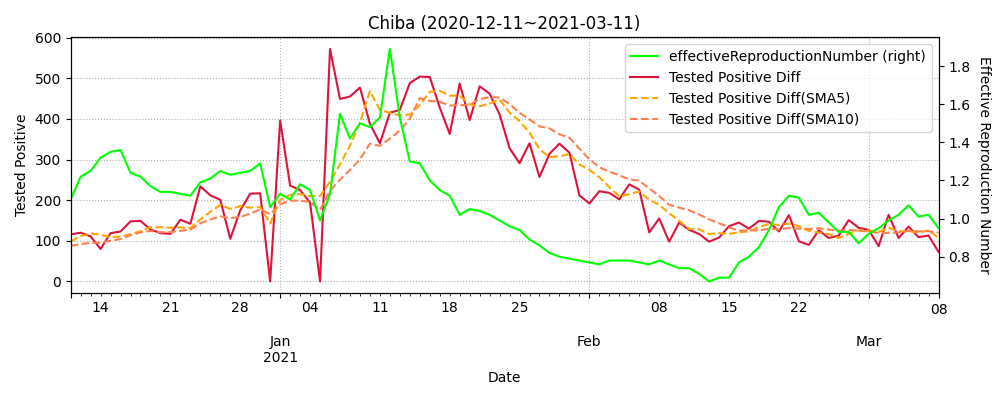 Chiba (2020-12-11~2021-03-11)
effectiveReproductionNumber (right)
Tested Positive Diff
Tested Positive Diff(SMA5)
Tested Positive Diff(SMA10)
Tested Positive
600
500
400
300
200
100
0
1.8
1.6
1.4
1.2
1.0
0.8
Effective Reproduction Number
14 21 28 04 11 18 25 08 15 22 08
Jan Feb Mar
2021
Date